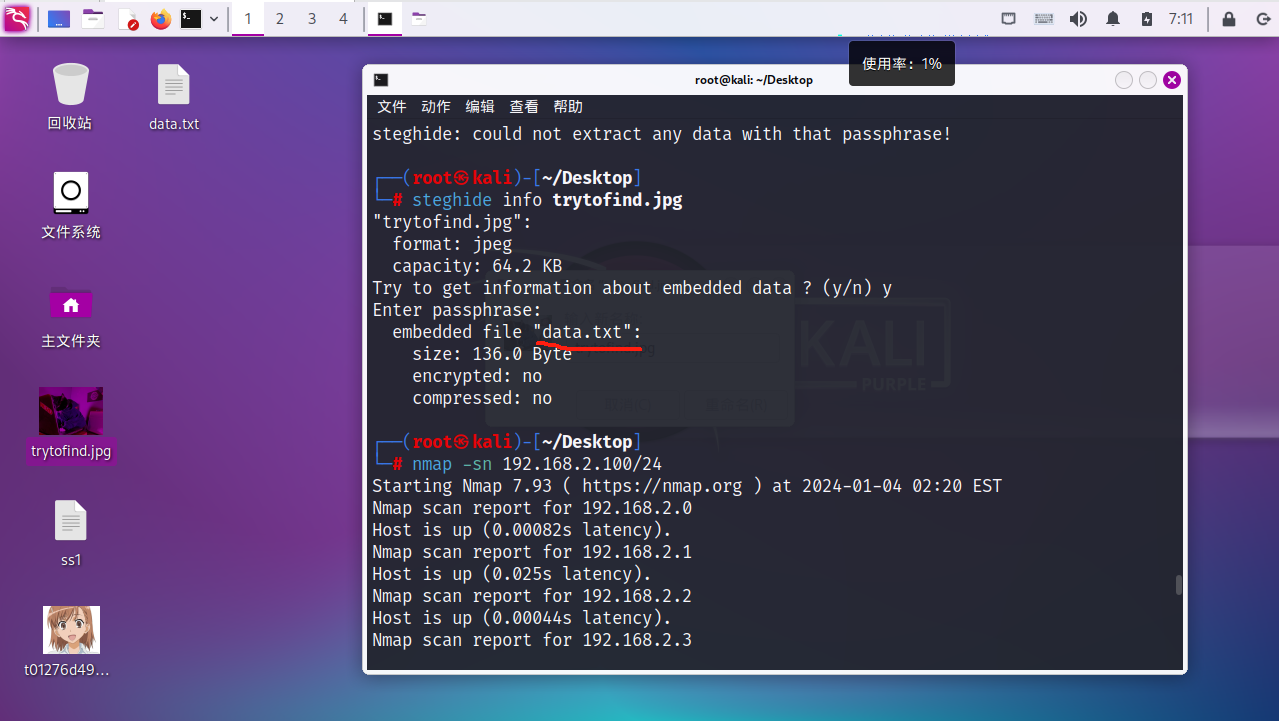 1 2 3 4 7:11
使用率：1%
root@kali: ~/Desktop
文件 动作 编辑 查看 帮助
steghide: could not extract any data with that passphrase!
┌──(root㉿kali)-[~/Desktop]
└─# steghide info trytofind.jpg
"trytofind.jpg":
  format: jpeg
  capacity: 64.2 KB
Try to get information about embedded data ? (y/n) y
Enter passphrase:
  embedded file "data.txt":
    size: 136.0 Byte
    encrypted: no
    compressed: no
┌──(root㉿kali)-[~/Desktop]
└─# nmap -sn 192.168.2.100/24
Starting Nmap 7.93 ( https://nmap.org ) at 2024-01-04 02:20 EST
Nmap scan report for 192.168.2.0
Host is up (0.00082s latency).
Nmap scan report for 192.168.2.1
Host is up (0.025s latency).
Nmap scan report for 192.168.2.2
Host is up (0.00044s latency).
Nmap scan report for 192.168.2.3
KALI
PURPLE
回收站
data.txt
文件系统
主文件夹
trytofind.jpg
ss1
t01276d49…